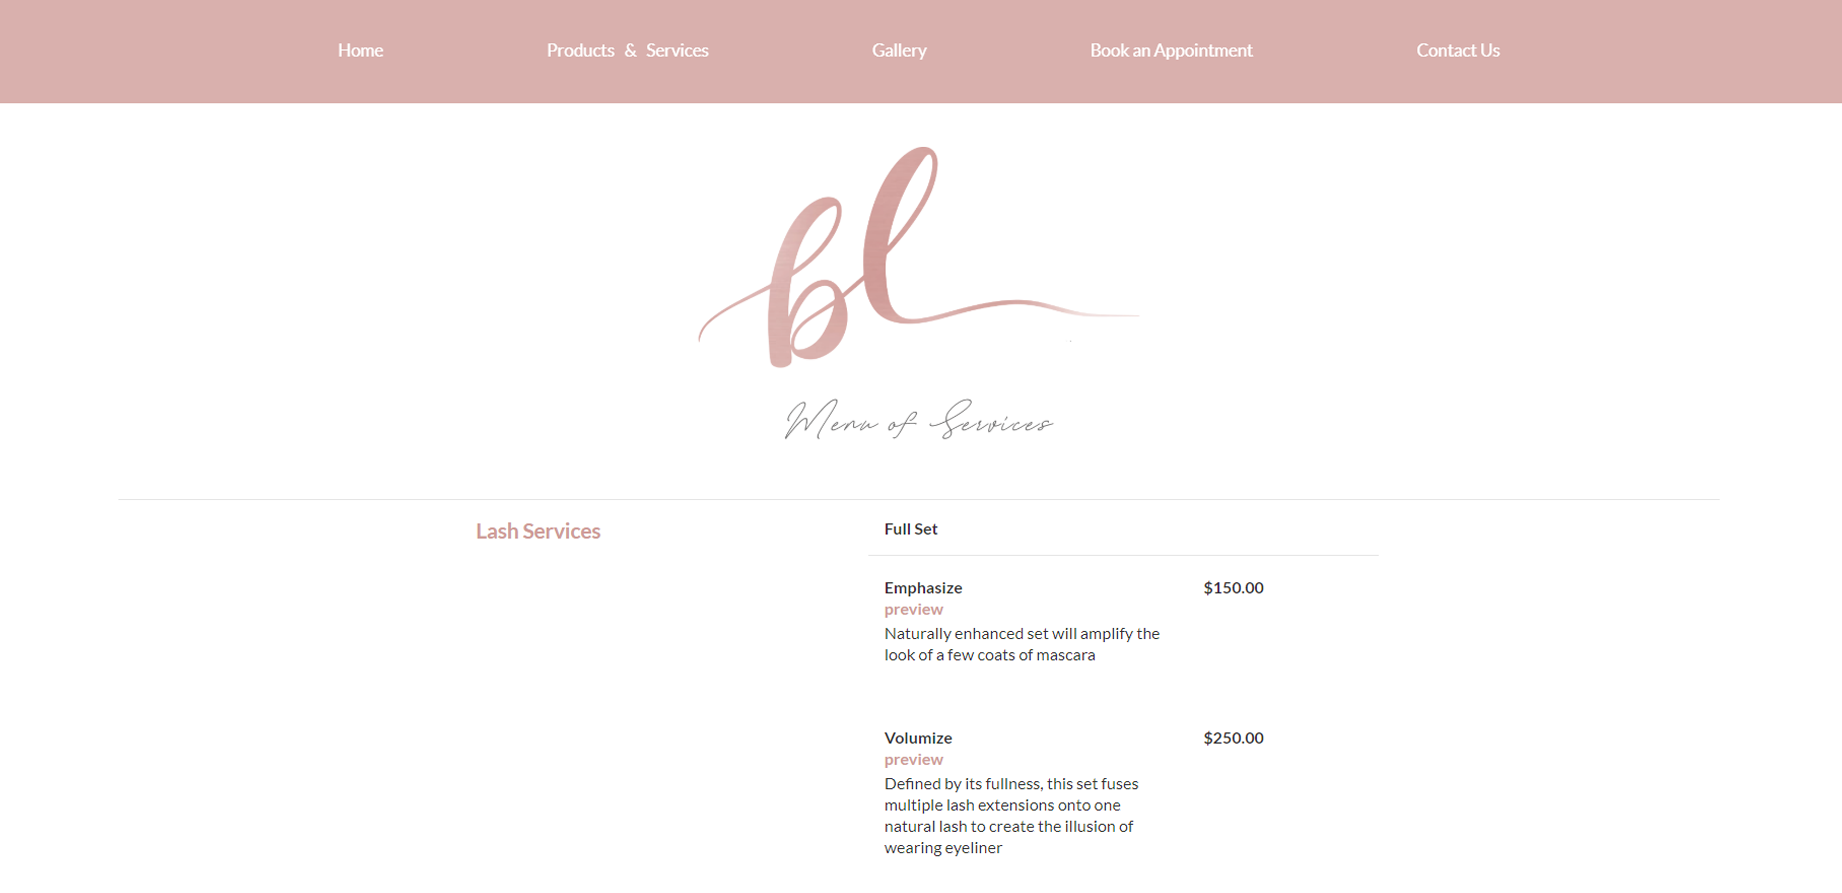 Home Products & Services Gallery Book an Appointment Contact Us
bl
Menu of Services
Lash Services
Full Set
Emphasize $150.00
preview
Naturally enhanced set will amplify the
look of a few coats of mascara
Volumize $250.00
preview
Defined by its fullness, this set fuses
multiple lash extensions onto one
natural lash to create the illusion of
wearing eyeliner